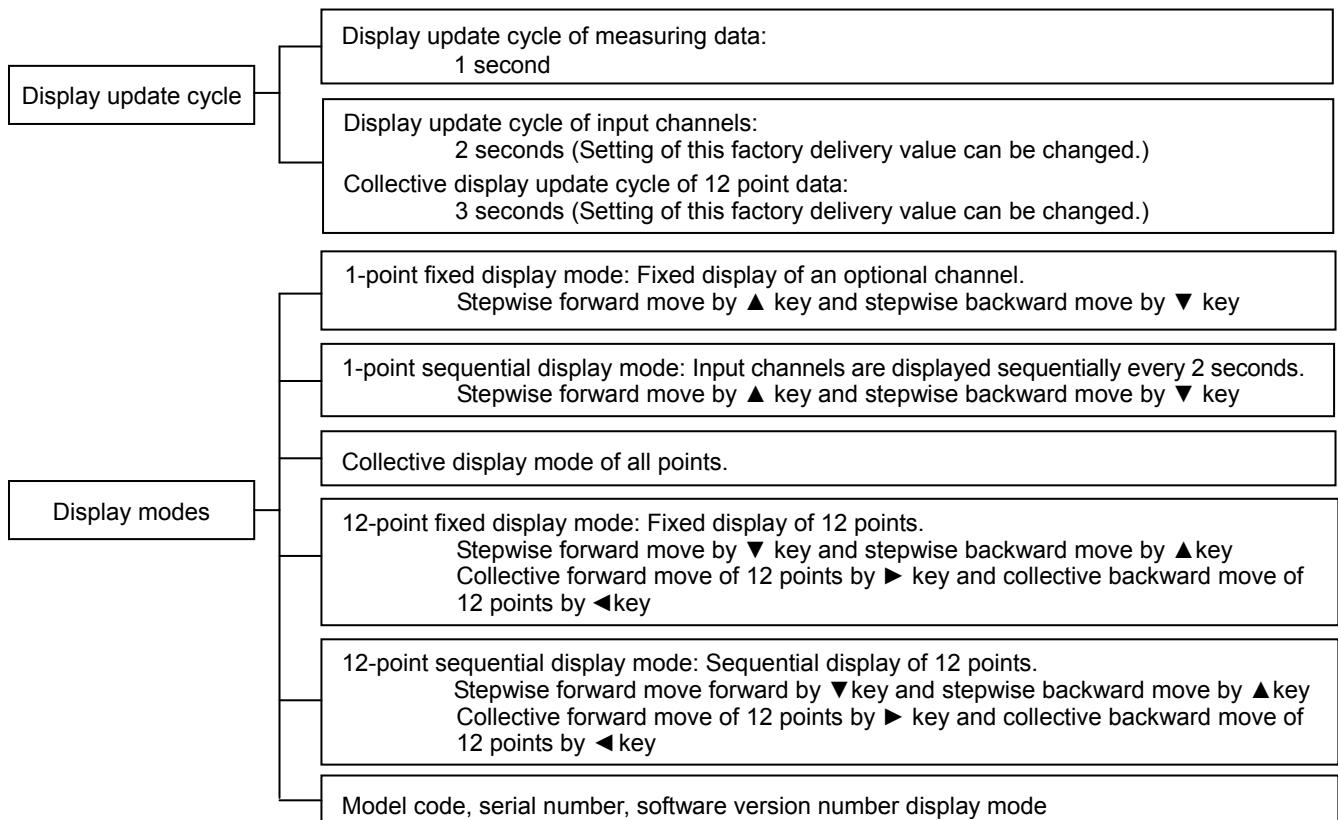 Display update cycle
Display update cycle of measuring data:
1 second
Display update cycle of input channels:
2 seconds (Setting of this factory delivery value can be changed.)
Collective display update cycle of 12 point data:
3 seconds (Setting of this factory delivery value can be changed.)
Display modes
1-point fixed display mode: Fixed display of an optional channel.
Stepwise forward move by ▲ key and stepwise backward move by ▼ key
1-point sequential display mode: Input channels are displayed sequentially every 2 seconds.
Stepwise forward move by ▲ key and stepwise backward move by ▼ key
Collective display mode of all points.
12-point fixed display mode: Fixed display of 12 points.
Stepwise forward move by ▼ key and stepwise backward move by ▲key
Collective forward move of 12 points by ► key and collective backward move of
12 points by ◄key
12-point sequential display mode: Sequential display of 12 points.
Stepwise forward move forward by ▼key and stepwise backward move by ▲key
Collective forward move of 12 points by ► key and collective backward move of
12 points by ◄ key
Model code, serial number, software version number display mode